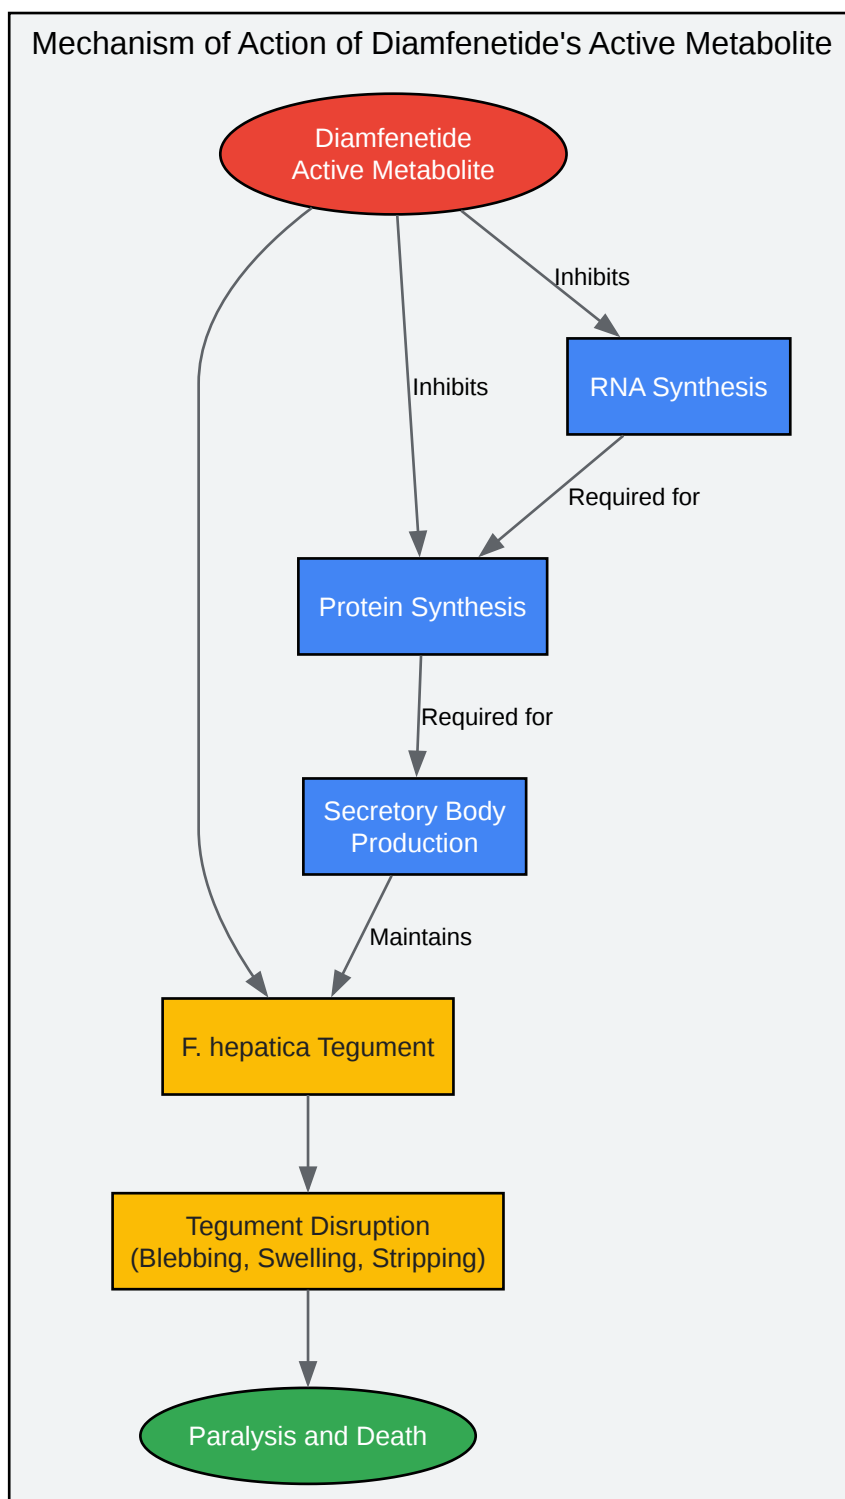 Mechanism of Action of Diamfenetide's Active Metabolite
Diamfenetide
Active Metabolite
Inhibits
RNA Synthesis
Inhibits
Required for
Protein Synthesis
Required for
Secretory Body
Production
Maintains
F. hepatica Tegument
Tegument Disruption
(Blebbing, Swelling, Stripping)
Paralysis and Death